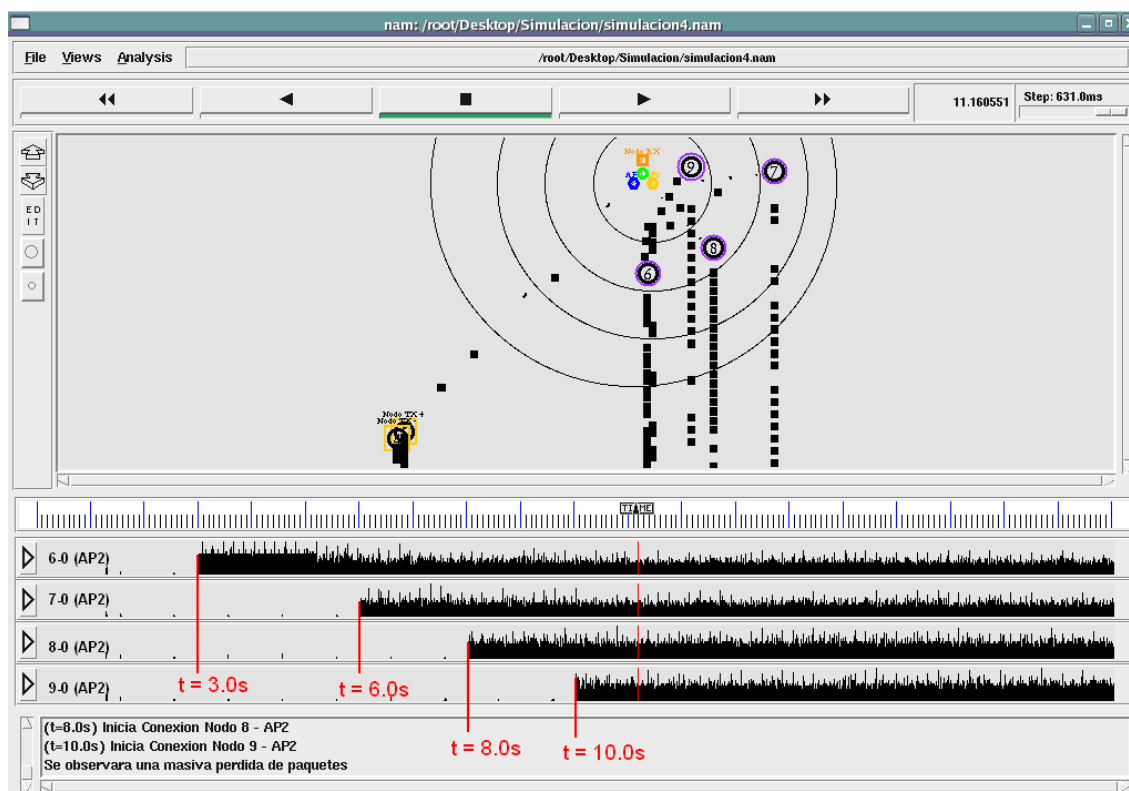 nam: /root/Desktop/Simulacion/simulacion4.nam
File Views Analysis /root/Desktop/Simulacion/simulacion4.nam
11.160551 Step: 631.0ms
E D
I T
Nodo RX
9
7
8
6
Nodo TX 4
Nodo TX
TIME
6-0 (AP2)
7-0 (AP2)
8-0 (AP2)
9-0 (AP2)
t = 3.0s
t = 6.0s
t = 8.0s
t = 10.0s
(t=8.0s) Inicia Conexion Nodo 8 - AP2
(t=10.0s) Inicia Conexion Nodo 9 - AP2
Se observara una masiva perdida de paquetes